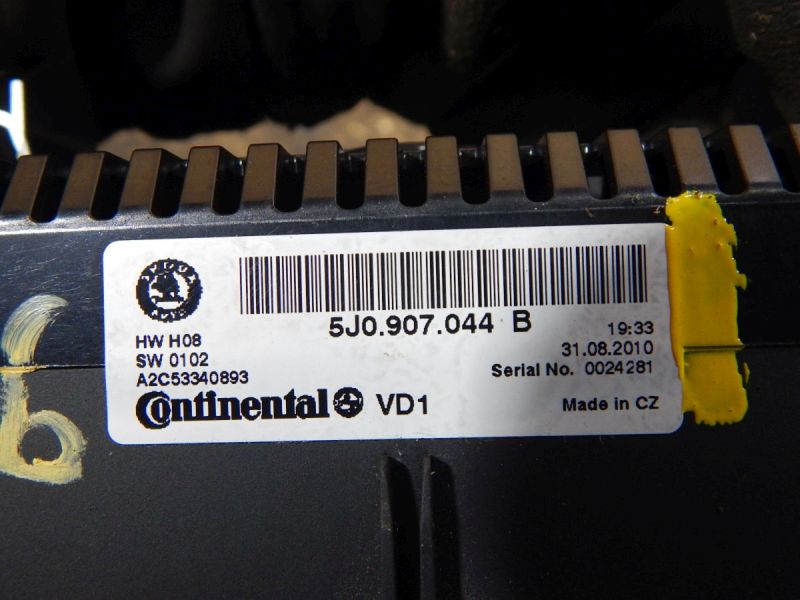 5J0.907.044 B
HW H08
SW 0102
A2C53340893
19:33
31.08.2010
Serial No. 0024281
Continental VD1
Made in CZ